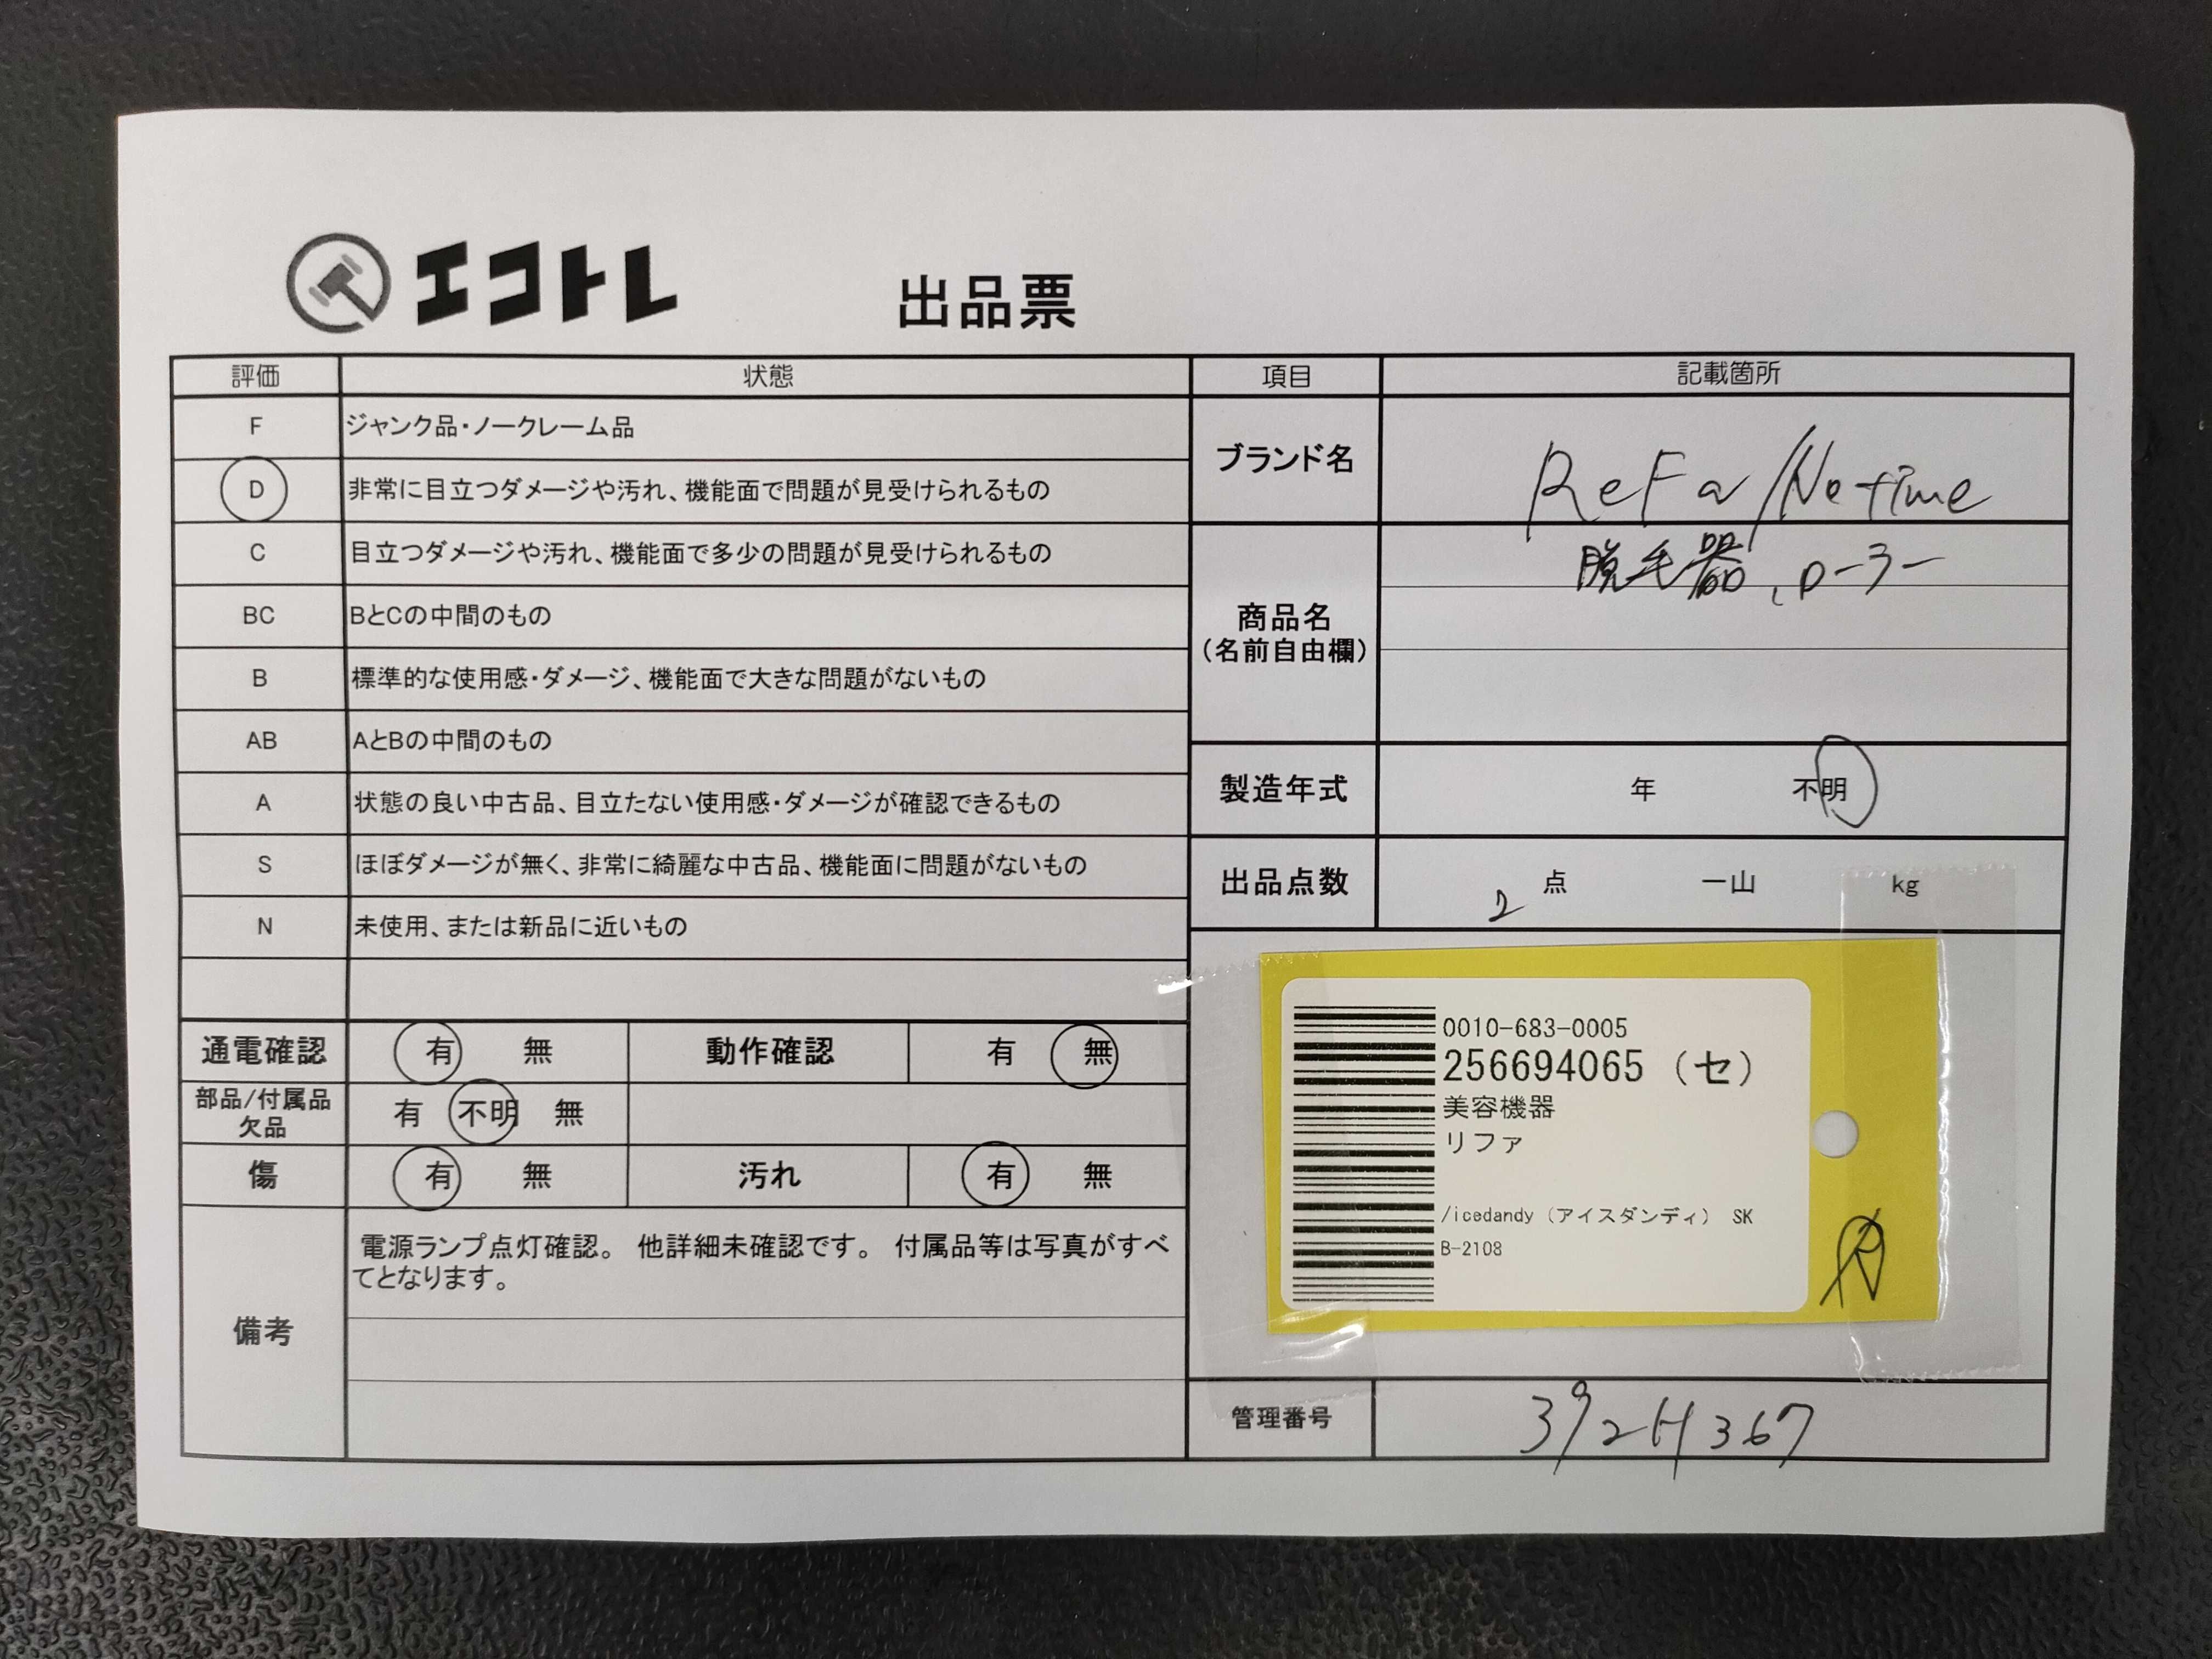 エコトレ
出品票
評価 状態 項目 記載箇所
F ジャンク品・ノークレーム品
D 非常に目立つダメージや汚れ、機能面で問題が見受けられるもの
C 目立つダメージや汚れ、機能面で多少の問題が見受けられるもの
BC BとCの中間のもの
B 標準的な使用感・ダメージ、機能面で大きな問題がないもの
AB AとBの中間のもの
A 状態の良い中古品、目立たない使用感・ダメージが確認できるもの
S ほぼダメージが無く、非常に綺麗な中古品、機能面に問題がないもの
N 未使用、または新品に近いもの
通電確認 有 無 動作確認 有 無
部品/付属品
欠品 有 不明 無
傷 有 無 汚れ 有 無
備考
電源ランプ点灯確認。 他詳細未確認です。 付属品等は写真がすべ
てとなります。
ブランド名 ReFa/Notime
商品名
(名前自由欄)
脱毛器、ローラー
製造年式 年 不明
出品点数 2 点 一山 kg
0010-683-0005
256694065 (セ)
美容機器
リファ
/icedandy (アイスダンディ) SK
B-2108
管理番号 392H367